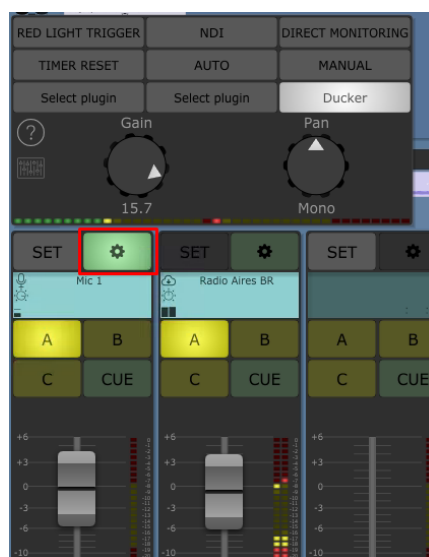 RED LIGHT TRIGGER NDI DIRECT MONITORING
TIMER RESET AUTO MANUAL
Select plugin Select plugin Ducker
? Gain Pan
15.7 Mono
SET SET SET
Mic 1 Radio Aires BR
A B A B A B
C CUE C CUE C CUE
+6 +6 +6
+3 +3 +3
0 0 0
-3 -3 -3
-6 -6 -6
-10 -10 -10